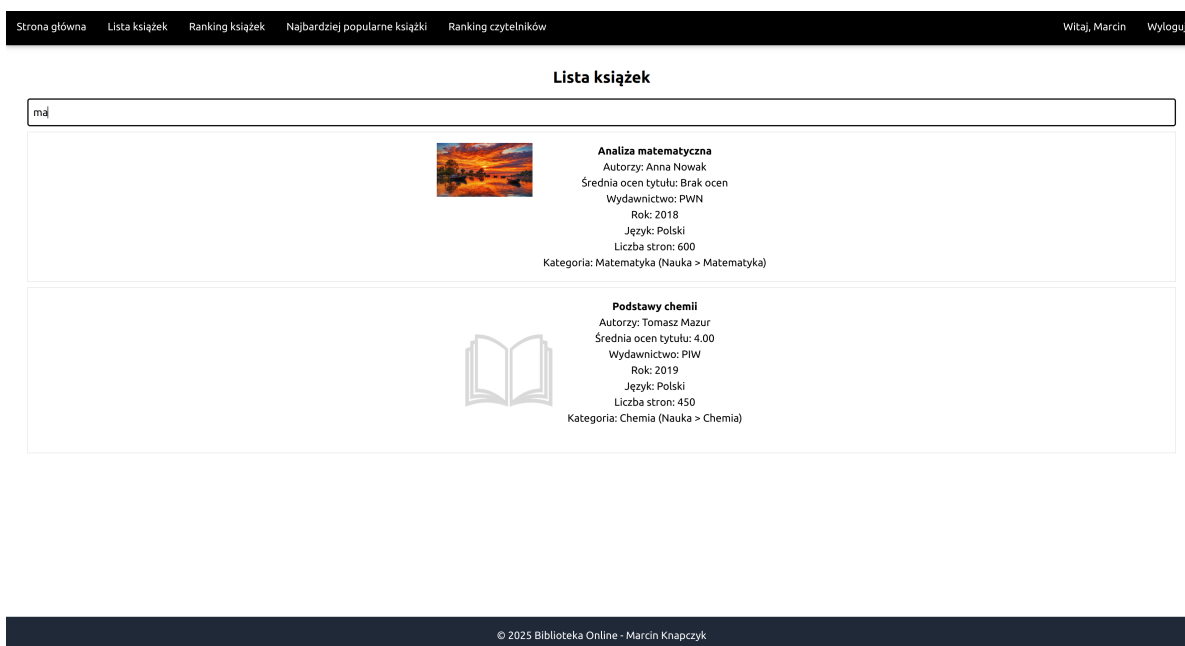 Strona główna Lista książek Ranking książek Najbardziej popularne książki Ranking czytelników Witaj, Marcin Wyloguj
Lista książek
ma
Analiza matematyczna
Autorzy: Anna Nowak
Średnia ocen tytułu: Brak ocen
Wydawnictwo: PWN
Rok: 2018
Język: Polski
Liczba stron: 600
Kategoria: Matematyka (Nauka > Matematyka)
Podstawy chemii
Autorzy: Tomasz Mazur
Średnia ocen tytułu: 4.00
Wydawnictwo: PIW
Rok: 2019
Język: Polski
Liczba stron: 450
Kategoria: Chemia (Nauka > Chemia)
© 2025 Biblioteka Online - Marcin Knapczyk